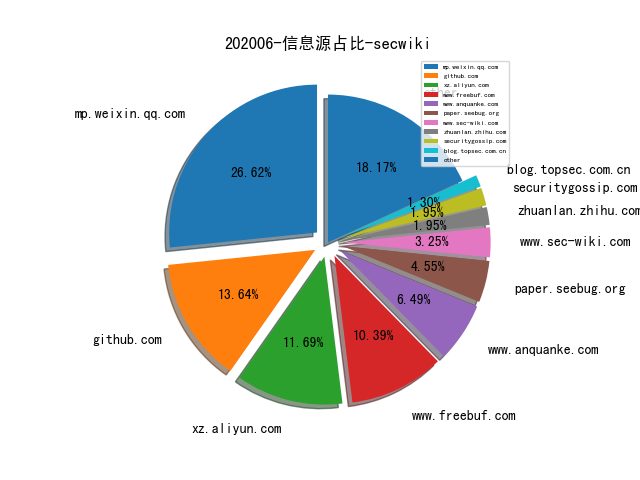 202006-信息源占比-secwiki
mp.weixin.qq.com
github.com
xz.aliyun.com
www.freebuf.com
www.anquanke.com
paper.seebug.org
www.sec-wiki.com
zhuanlan.zhihu.com
securitygossip.com
blog.topsec.com.cn
other
mp.weixin.qq.com
26.62%
18.17%
blog.topsec.com.cn
1.30%
securitygossip.com
1.95%
zhuanlan.zhihu.com
1.95%
www.sec-wiki.com
3.25%
paper.seebug.org
4.55%
6.49%
www.anquanke.com
13.64%
github.com
11.69%
10.39%
www.freebuf.com
xz.aliyun.com